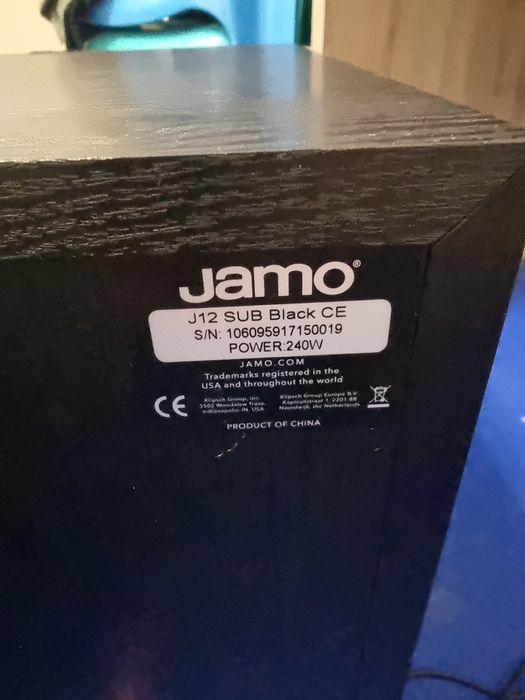 Jamo®
J12 SUB Black CE
S/N: 106095917150019
POWER:240W
JAMO.COM
Trademarks registered in the
USA and throughout the world
CE
Klipsch Group, Inc.
3502 Woodview Trace,
Indianapolis, IN, USA
Klipsch Group Europe B.V.
1, 2201 BB
Noordwijk, the Netherlands
PRODUCT OF CHINA